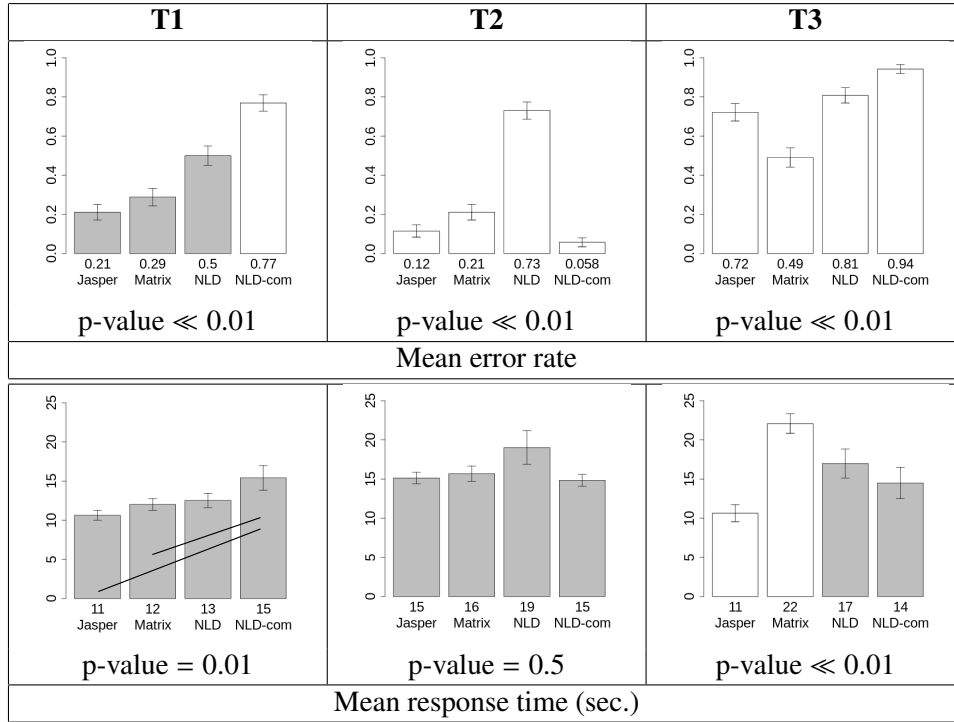 T1 T2 T3
1.0 1.0 1.0
0.8 0.8 0.8
0.6 0.6 0.6
0.4 0.4 0.4
0.2 0.2 0.2
0.0 0.0 0.0
0.21 0.29 0.5 0.77 0.12 0.21 0.73 0.058 0.72 0.49 0.81 0.94
Jasper Matrix NLD NLD-com Jasper Matrix NLD NLD-com Jasper Matrix NLD NLD-com
p-value ≪ 0.01 p-value ≪ 0.01 p-value ≪ 0.01
Mean error rate
25 25 25
20 20 20
15 15 15
10 10 10
5 5 5
0 0 0
11 12 13 15 15 16 19 15 11 22 17 14
Jasper Matrix NLD NLD-com Jasper Matrix NLD NLD-com Jasper Matrix NLD NLD-com
p-value = 0.01 p-value = 0.5 p-value ≪ 0.01
Mean response time (sec.)